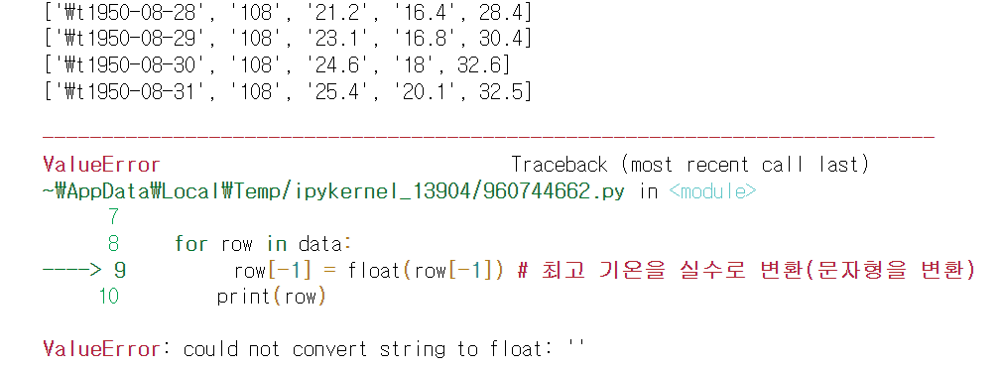 ['₩t1950-08-28', '108', '21.2', '16.4', 28.4]
['₩t1950-08-29', '108', '23.1', '16.8', 30.4]
['₩t1950-08-30', '108', '24.6', '18', 32.6]
['₩t1950-08-31', '108', '25.4', '20.1', 32.5]
---------------------------------------------------------------------------
ValueError Traceback (most recent call last)
~₩AppData₩Local₩Temp/ipykernel_13904/960744662.py in <module>
7
8 for row in data:
----> 9 row[-1] = float(row[-1]) # 최고 기온을 실수로 변환(문자형을 변환)
10 print(row)
ValueError: could not convert string to float: ''